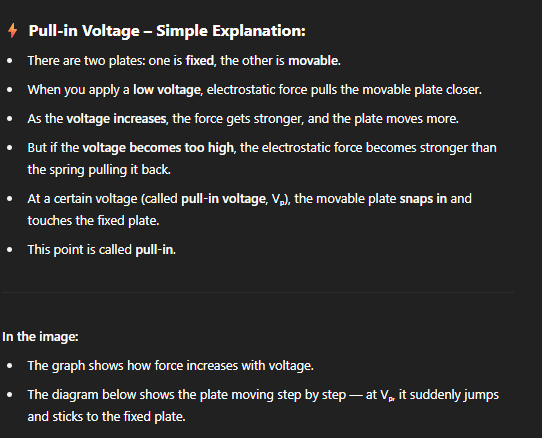 ⚡ Pull-in Voltage – Simple Explanation:
• There are two plates: one is fixed, the other is movable.
• When you apply a low voltage, electrostatic force pulls the movable plate closer.
• As the voltage increases, the force gets stronger, and the plate moves more.
• But if the voltage becomes too high, the electrostatic force becomes stronger than
the spring pulling it back.
• At a certain voltage (called pull-in voltage, Vₚ), the movable plate snaps in and
touches the fixed plate.
• This point is called pull-in.
In the image:
• The graph shows how force increases with voltage.
• The diagram below shows the plate moving step by step — at Vₚ, it suddenly jumps
and sticks to the fixed plate.